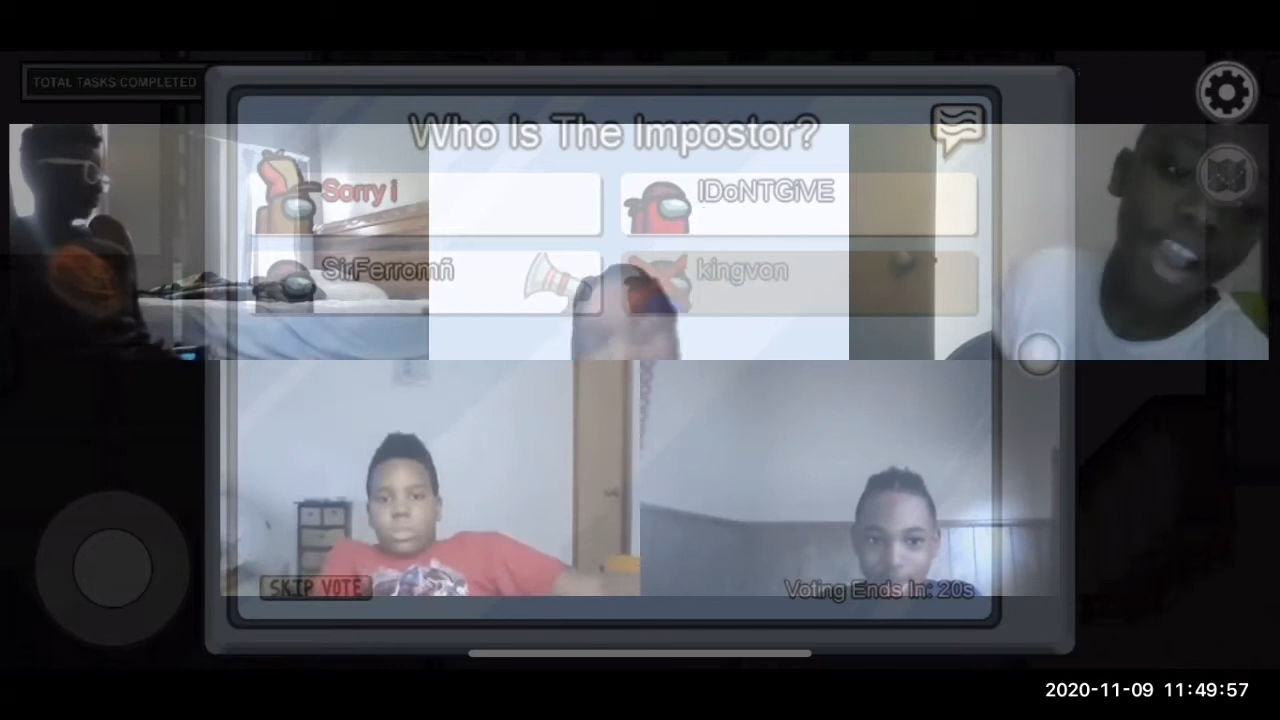 TOTAL TASKS COMPLETED
Who Is The Impostor?
Sorry i
IDoNTGiVE
SirFerromñ
kingvon
SKIP VOTE
Voting Ends In: 20s
2020-11-09 11:49:57